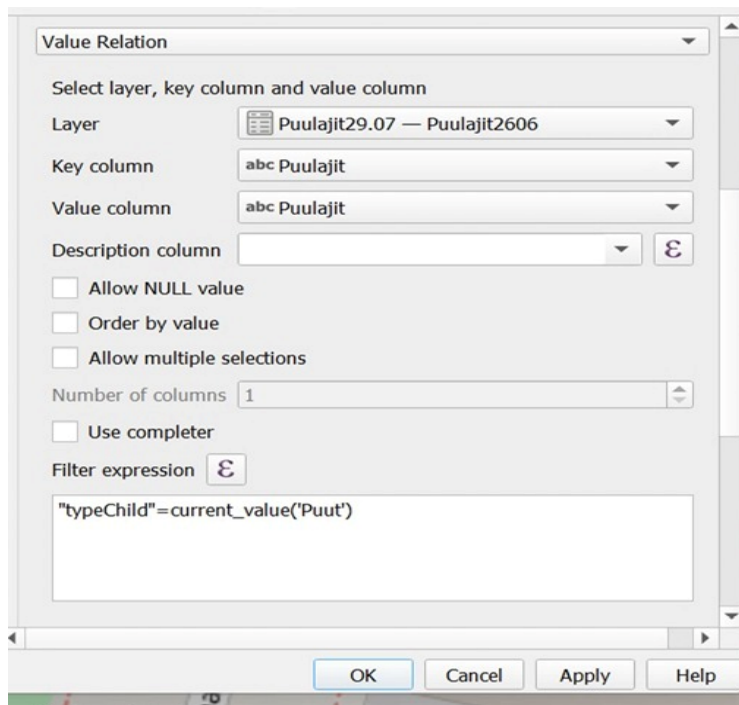 Value Relation
Select layer, key column and value column
Layer
Puulajit29.07 — Puulajit2606
Key column
abc Puulajit
Value column
abc Puulajit
Description column
ε
Allow NULL value
Order by value
Allow multiple selections
Number of columns 1
Use completer
Filter expression ε
"typeChild"=current_value('Puut')
OK Cancel Apply Help